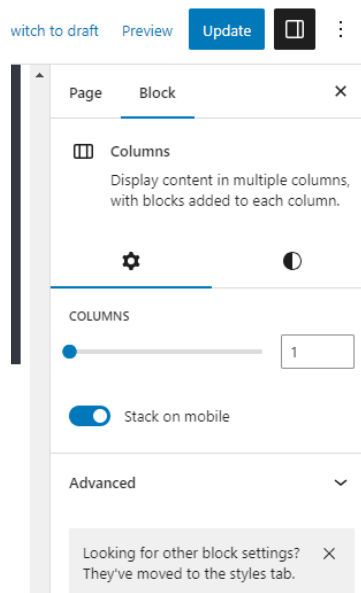 witch to draft Preview Update
Page Block
Columns
Display content in multiple columns,
with blocks added to each column.
COLUMNS
1
Stack on mobile
Advanced
Looking for other block settings?
They've moved to the styles tab.